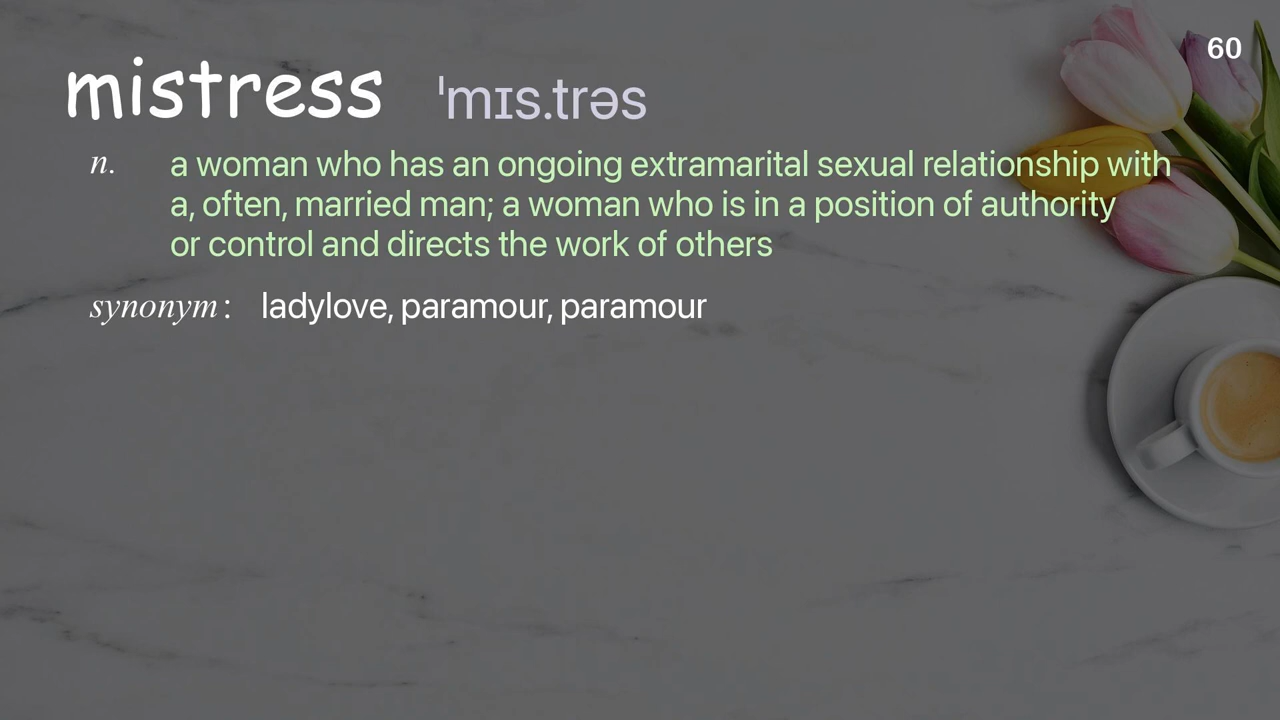 60
mistress ˈmɪs.trəs
n. a woman who has an ongoing extramarital sexual relationship with
a, often, married man; a woman who is in a position of authority
or control and directs the work of others
synonym: ladylove, paramour, paramour